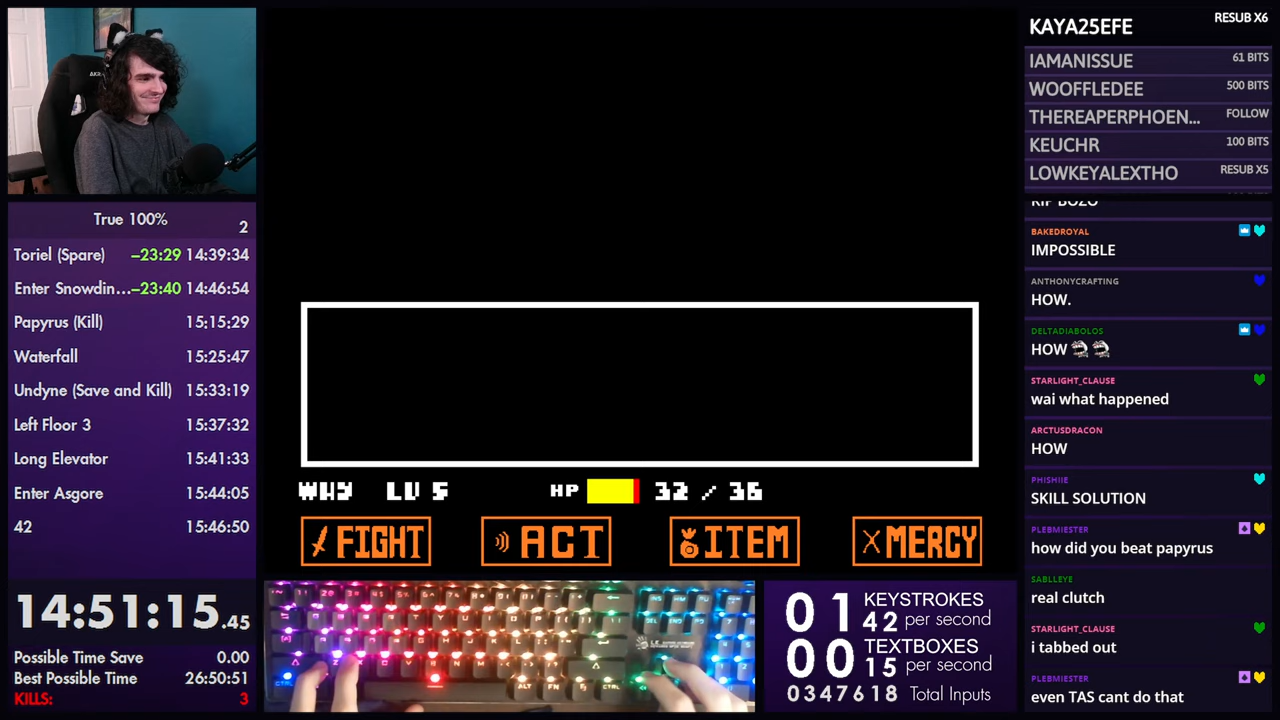 True 100%
2
Toriel (Spare) −23:29 14:39:34
Enter Snowdin... −23:40 14:46:54
Papyrus (Kill) 15:15:29
Waterfall 15:25:47
Undyne (Save and Kill) 15:33:19
Left Floor 3 15:37:32
Long Elevator 15:41:33
Enter Asgore 15:44:05
42 15:46:50
14:51:15.45
Possible Time Save 0.00
Best Possible Time 26:50:51
KILLS: 3
WHY LV 5 HP 32 / 36
FIGHT ACT ITEM MERCY
01 KEYSTROKES
42 per second
00 TEXTBOXES
15 per second
0347618 Total Inputs
KAYA25EFE RESUB X6
IAMANISSUE 61 BITS
WOOFFLEDEE 500 BITS
THEREAPERPHOEN... FOLLOW
KEUCHR 100 BITS
LOWKEYALEXTHO RESUB X5
RIP BOZO
BAKEDROYAL
IMPOSSIBLE
ANTHONYCRAFTING
HOW.
DELTADIABOLOS
HOW
STARLIGHT_CLAUSE
wai what happened
ARCTUSDRACON
HOW
PHISHIIE
SKILL SOLUTION
PLEBMIESTER
how did you beat papyrus
SABLLEYE
real clutch
STARLIGHT_CLAUSE
i tabbed out
PLEBMIESTER
even TAS cant do that